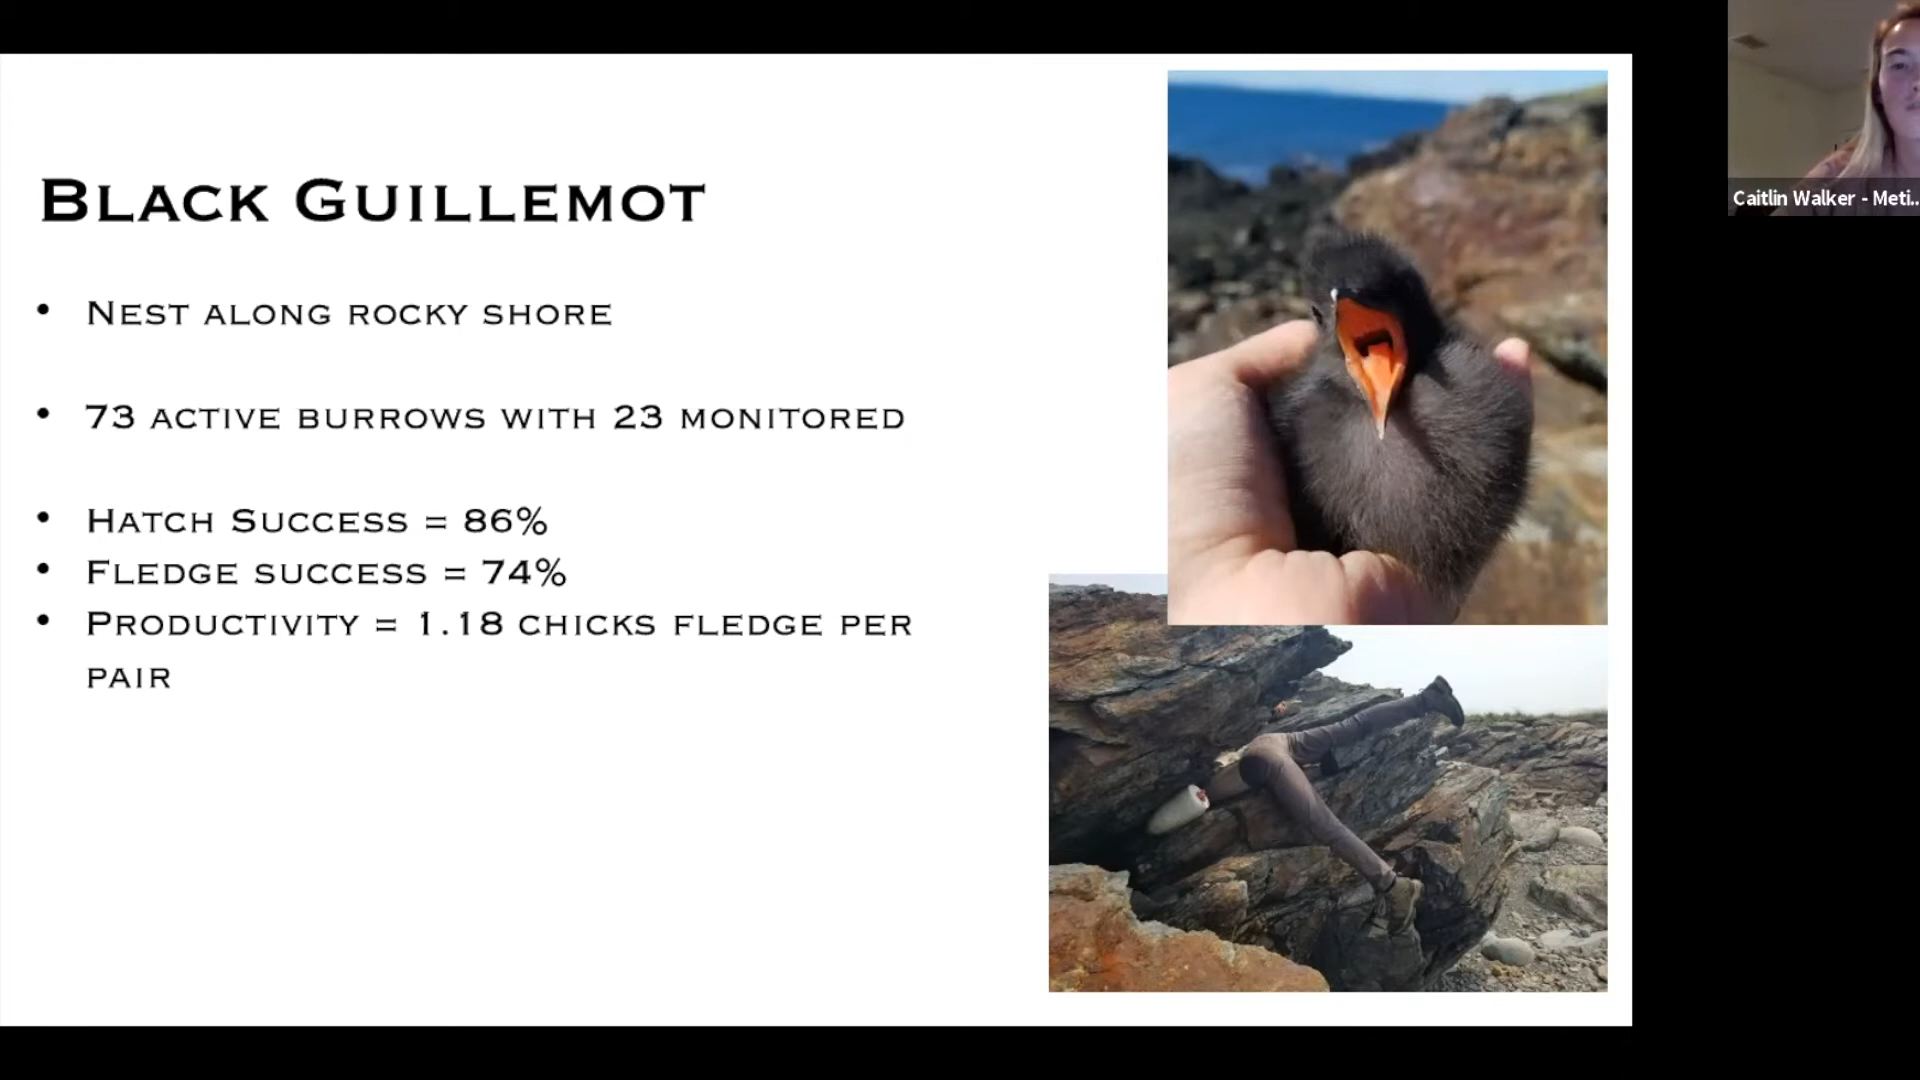 Black Guillemot
• Nest along rocky shore
• 73 active burrows with 23 monitored
• Hatch Success = 86%
• Fledge success = 74%
• Productivity = 1.18 chicks fledge per
pair
Caitlin Walker - Meti...